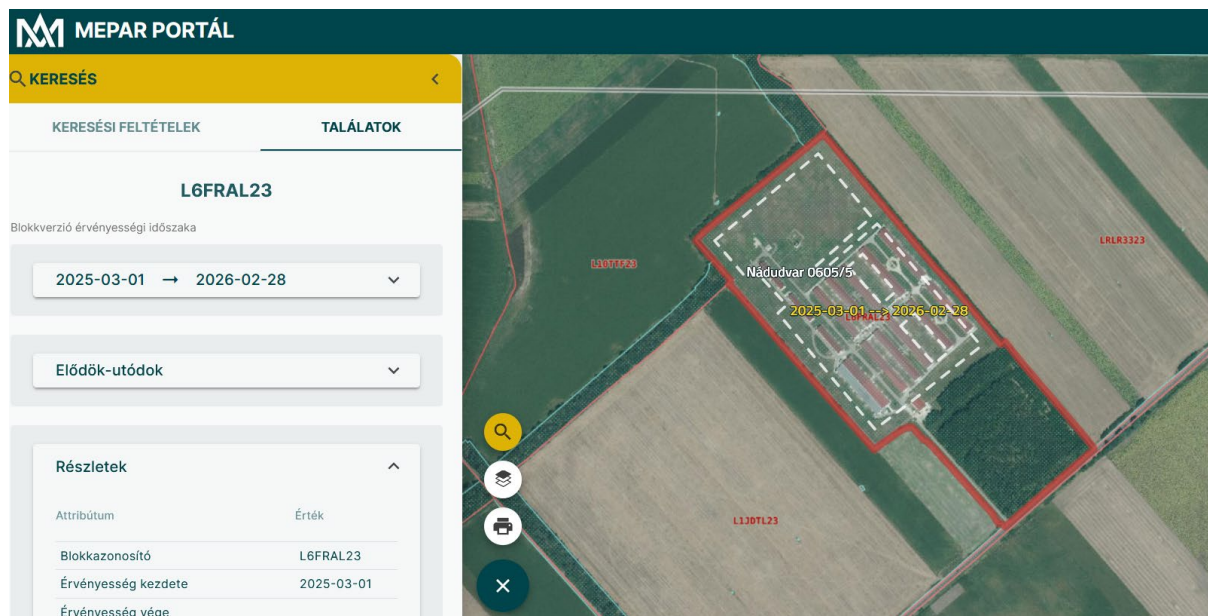 MEPAR PORTÁL
KERESÉS
KERESÉSI FELTÉTELEK
TALÁLATOK
L6FRAL23
Blokkverzió érvényességi időszaka
2025-03-01 → 2026-02-28
Elődök-utódok
Részletek
Attribútum Érték
Blokkazonosító L6FRAL23
Érvényesség kezdete 2025-03-01
Érvényesség vége
LRLR3323
Nádudvar 0605/5
2025-03-01 --> 2026-02-28
L6FRAL23
L1JDTL23